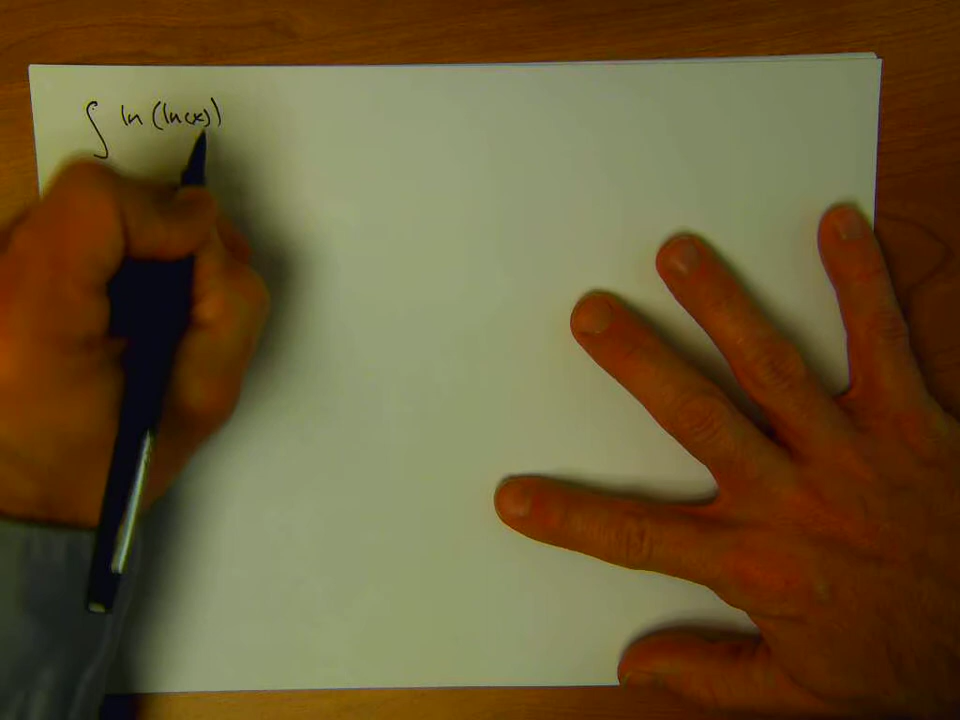 ∫ ln (ln(x))